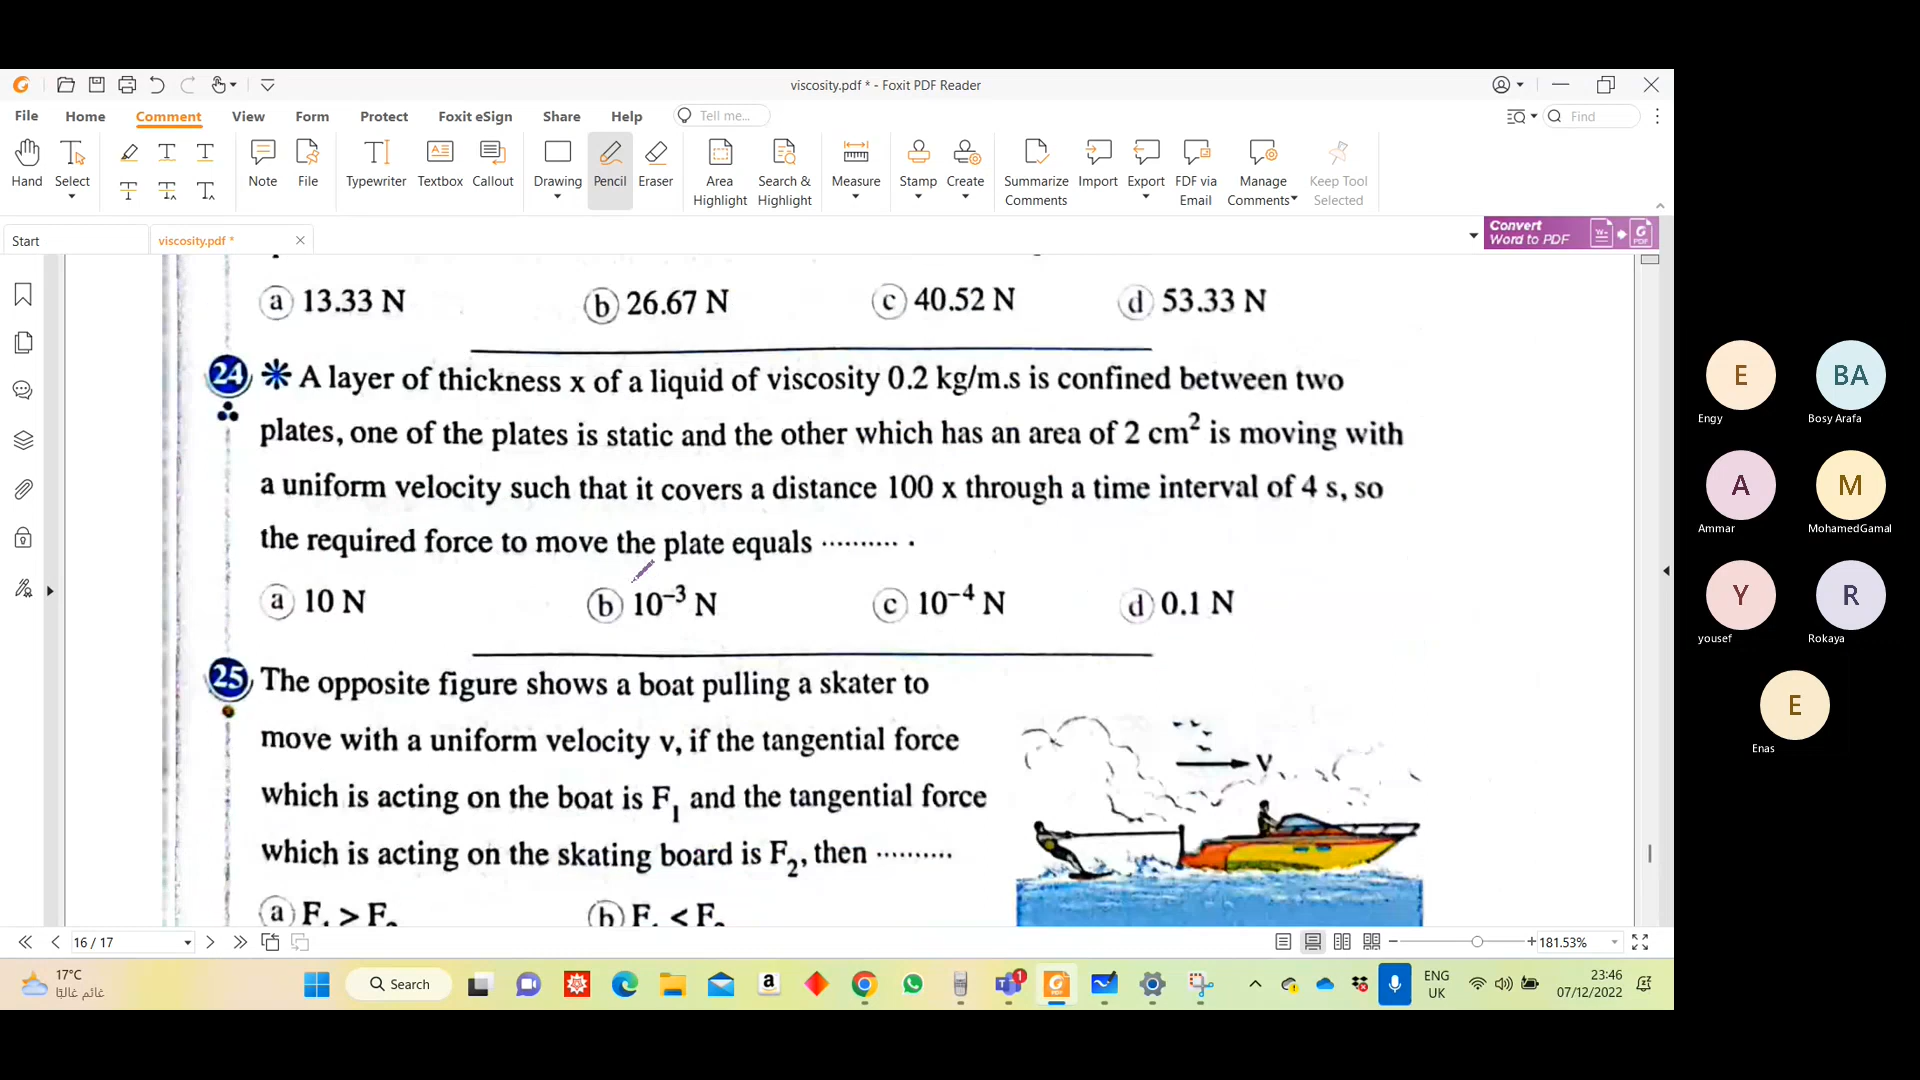 viscosity.pdf * - Foxit PDF Reader
File Home Comment View Form Protect Foxit eSign Share Help Tell me... Find
Hand Select Note File Typewriter Textbox Callout Drawing Pencil Eraser Area Highlight Search & Highlight Measure Stamp Create Summarize Comments Import Export FDF via Email Manage Comments Keep Tool Selected
Start viscosity.pdf * Convert Word to PDF
a 13.33 N b 26.67 N c 40.52 N d 53.33 N
24 * A layer of thickness x of a liquid of viscosity 0.2 kg/m.s is confined between two
plates, one of the plates is static and the other which has an area of 2 cm² is moving with
a uniform velocity such that it covers a distance 100 x through a time interval of 4 s, so
the required force to move the plate equals ·········· .
a 10 N b 10⁻³ N c 10⁻⁴ N d 0.1 N
25 The opposite figure shows a boat pulling a skater to
move with a uniform velocity v, if the tangential force
which is acting on the boat is F₁ and the tangential force
which is acting on the skating board is F₂, then ··········
v
a b
16 / 17 181.53%
17°C
غائم غالبًا
Search
a
1
ENG
UK
23:46
07/12/2022
E BA
Engy Bosy Arafa
A M
Ammar MohamedGamal
Y R
yousef Rokaya
E
Enas